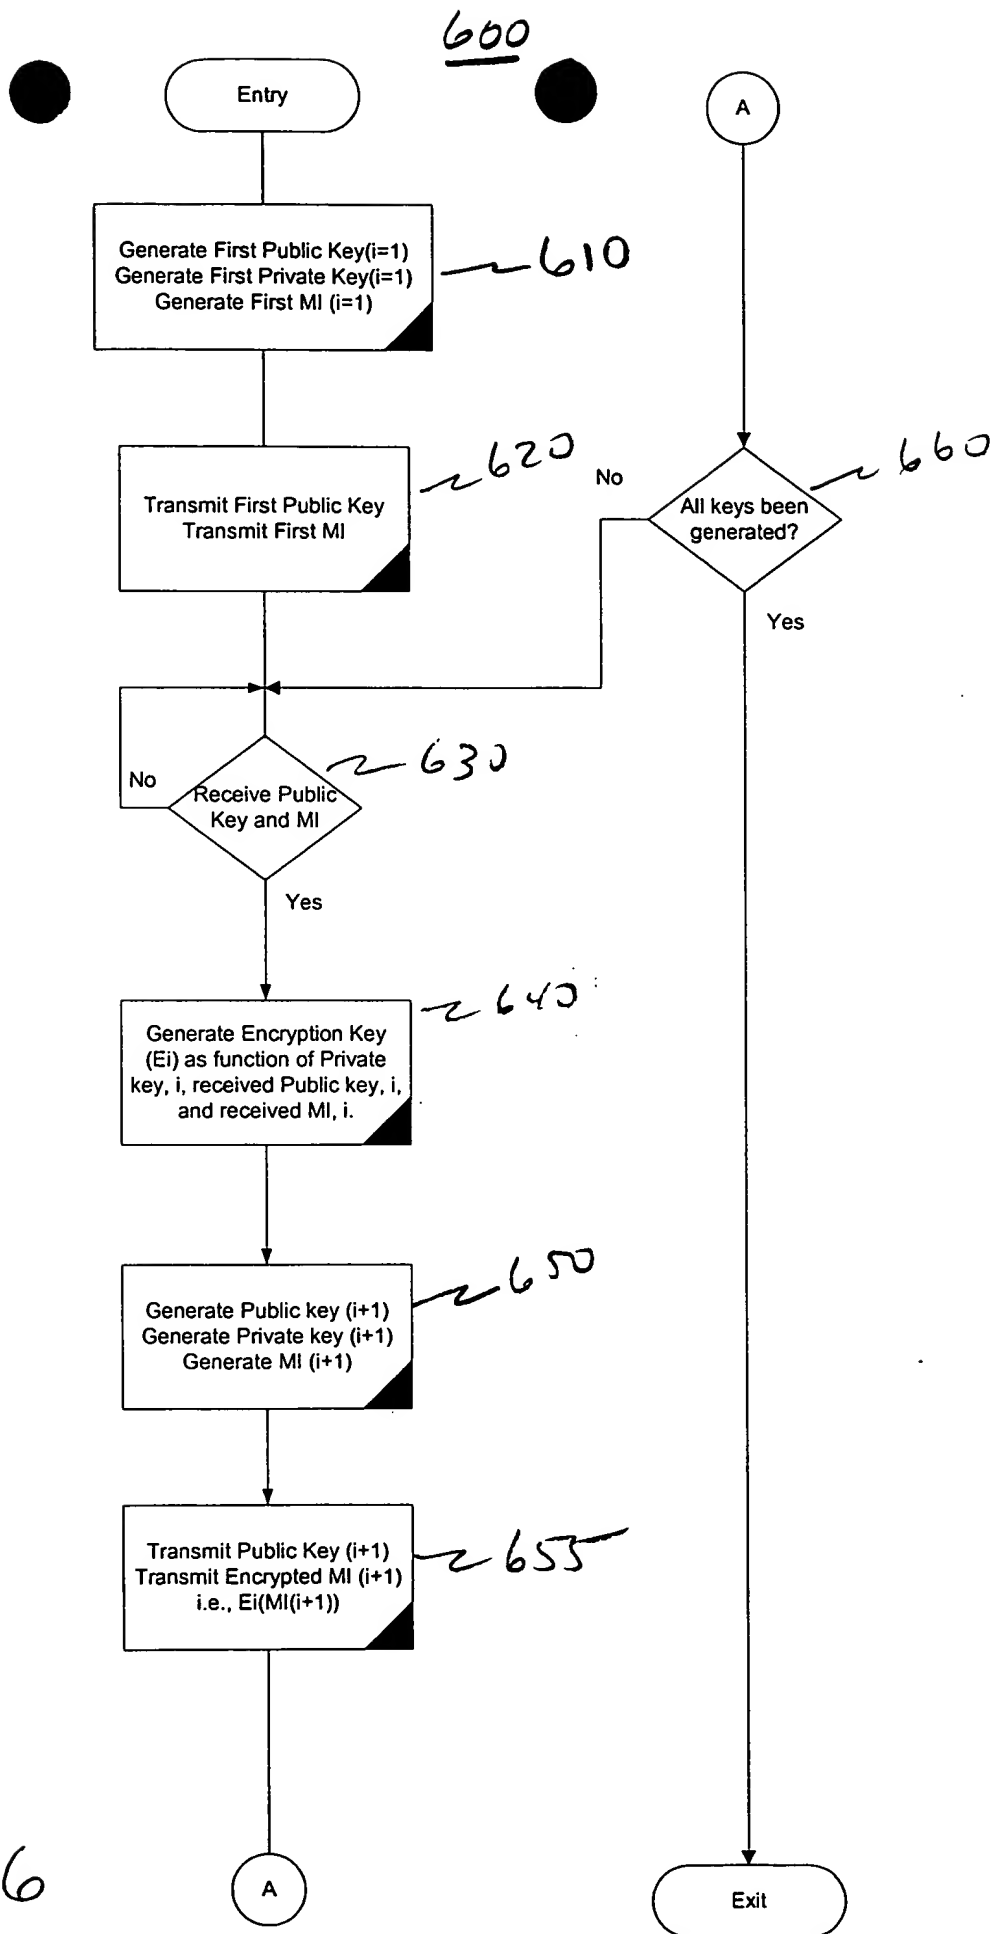 600
Entry
Generate First Public Key(i=1)
Generate First Private Key(i=1)
Generate First MI (i=1)
610
Transmit First Public Key
Transmit First MI
620
No
Receive Public
Key and MI
630
Yes
Generate Encryption Key
(Ei) as function of Private
key, i, received Public key, i,
and received MI, i.
640
Generate Public key (i+1)
Generate Private key (i+1)
Generate MI (i+1)
650
Transmit Public Key (i+1)
Transmit Encrypted MI (i+1)
i.e., Ei(MI(i+1))
655
A
6
A
No
All keys been
generated?
660
Yes
Exit